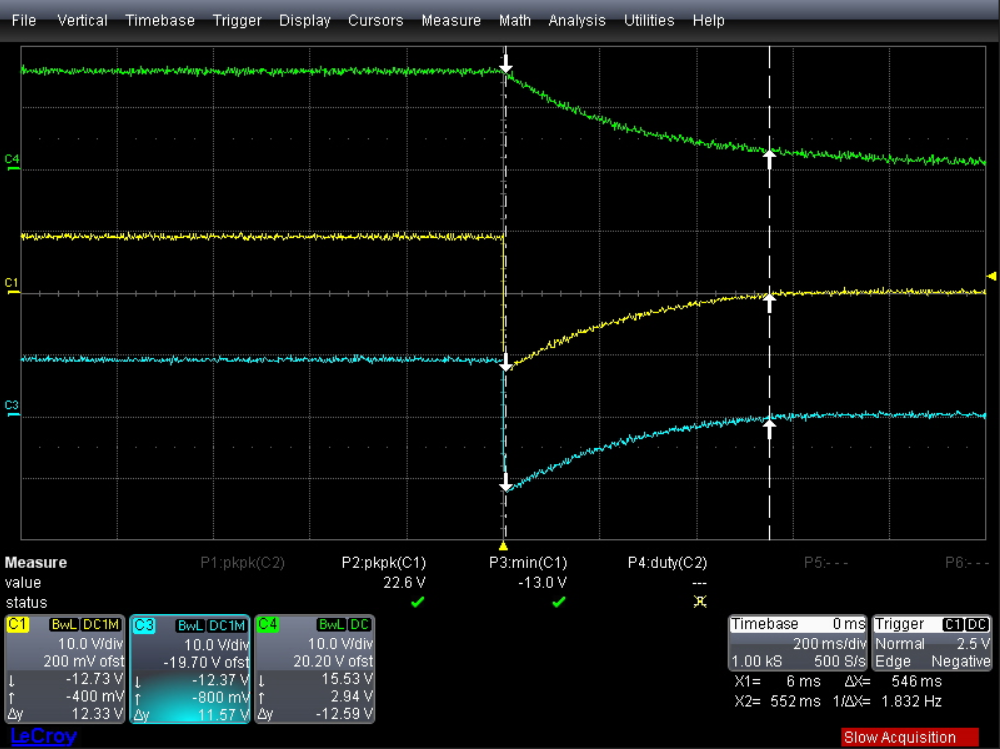 File Vertical Timebase Trigger Display Cursors Measure Math Analysis Utilities Help
C4
C1
C3
Measure P1:pkpk(C2) P2:pkpk(C1) P3:min(C1) P4:duty(C2) P5:--- P6:---
value 22.6 V -13.0 V ---
status
C1 BwL DC1M
10.0 V/div
200 mV ofst
↓ -12.73 V
↑ -400 mV
Δy 12.33 V
C3 BwL DC1M
10.0 V/div
-19.70 V ofst
↓ -12.37 V
↑ -800 mV
Δy 11.57 V
C4 BwL DC
10.0 V/div
20.20 V ofst
↓ 15.53 V
↑ 2.94 V
Δy -12.59 V
Timebase 0 ms
200 ms/div
1.00 kS 500 S/s
Trigger C1 DC
Normal 2.5 V
Edge Negative
X1= 6 ms ΔX= 546 ms
X2= 552 ms 1/ΔX= 1.832 Hz
LeCroy
Slow Acquisition